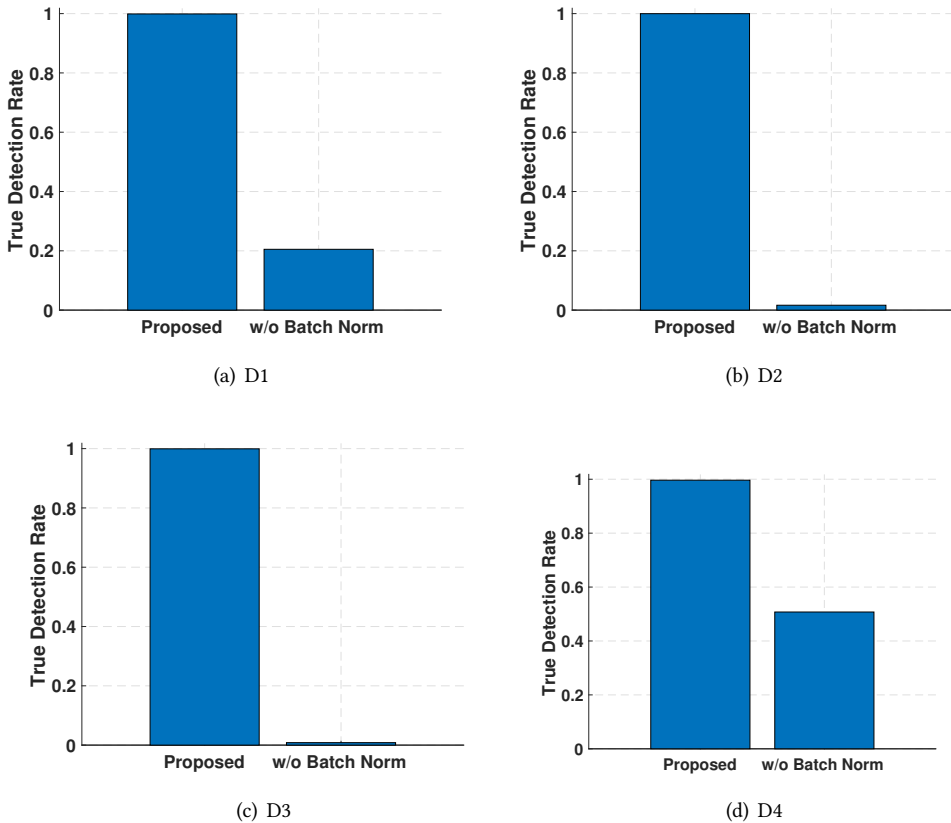 True Detection Rate
1
0.8
0.6
0.4
0.2
0
Proposed w/o Batch Norm
(a) D1
True Detection Rate
1
0.8
0.6
0.4
0.2
0
Proposed w/o Batch Norm
(b) D2
True Detection Rate
1
0.8
0.6
0.4
0.2
0
Proposed w/o Batch Norm
(c) D3
True Detection Rate
1
0.8
0.6
0.4
0.2
0
Proposed w/o Batch Norm
(d) D4